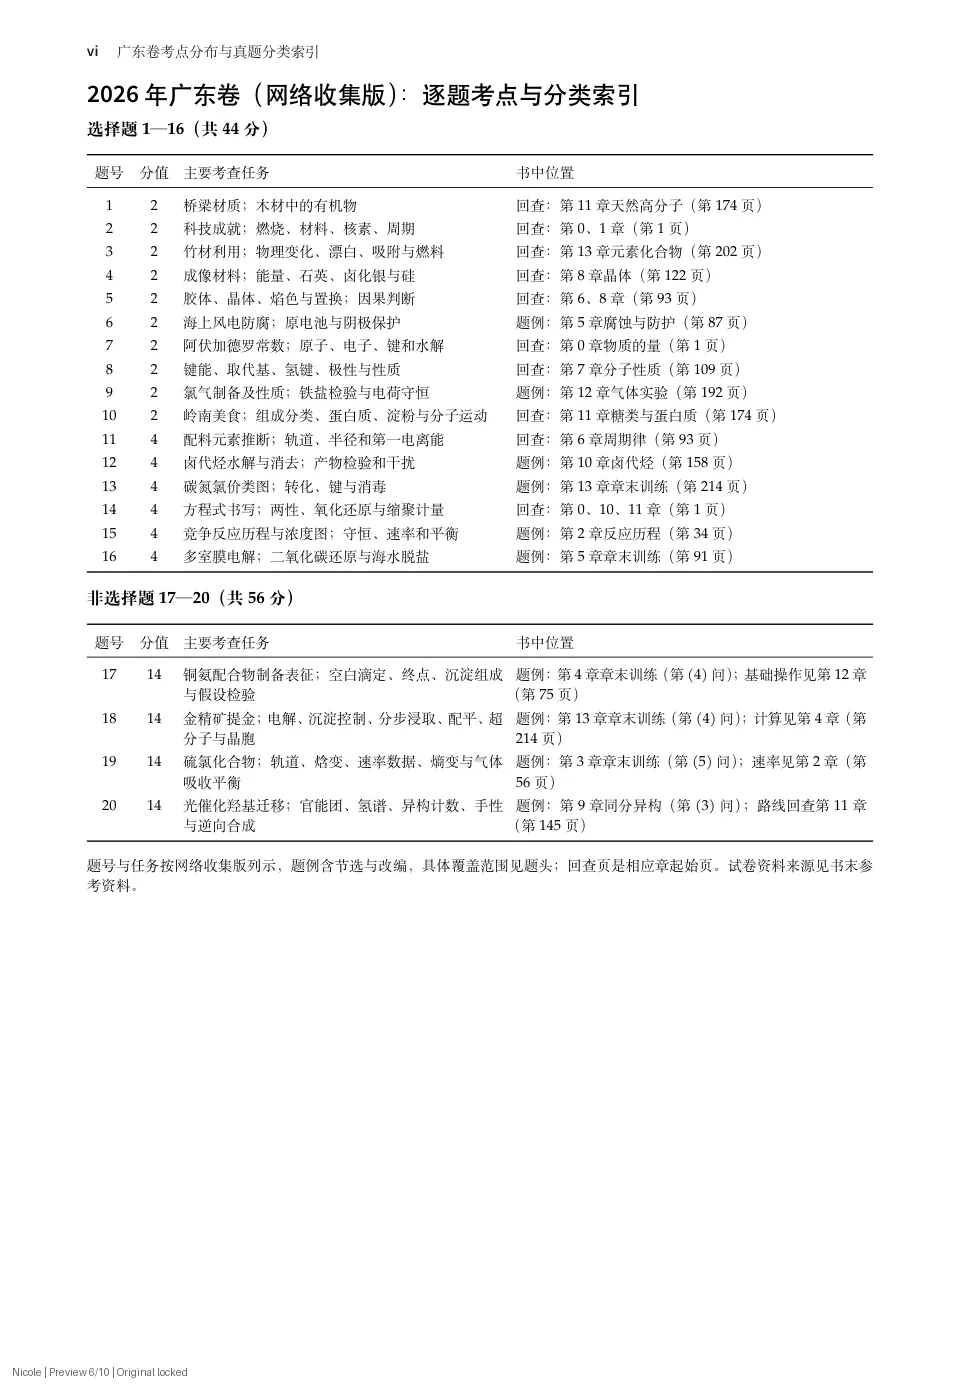 vi 广东卷考点分布与真题分类索引
2026 年广东卷（网络收集版）：逐题考点与分类索引
选择题 1—16（共 44 分）
题号 分值 主要考查任务 书中位置
1 2 桥梁材质；木材中的有机物 回查：第 11 章天然高分子（第 174 页）
2 2 科技成就；燃烧、材料、核素、周期 回查：第 0、1 章（第 1 页）
3 2 竹材利用；物理变化、漂白、吸附与燃料 回查：第 13 章元素化合物（第 202 页）
4 2 成像材料；能量、石英、卤化银与硅 回查：第 8 章晶体（第 122 页）
5 2 胶体、晶体、焰色与置换；因果判断 回查：第 6、8 章（第 93 页）
6 2 海上风电防腐；原电池与阴极保护 题例：第 5 章腐蚀与防护（第 87 页）
7 2 阿伏加德罗常数；原子、电子、键和水解 回查：第 0 章物质的量（第 1 页）
8 2 键能、取代基、氢键、极性与性质 回查：第 7 章分子性质（第 109 页）
9 2 氯气制备及性质；铁盐检验与电荷守恒 题例：第 12 章气体实验（第 192 页）
10 2 岭南美食；组成分类、蛋白质、淀粉与分子运动 回查：第 11 章糖类与蛋白质（第 174 页）
11 4 配料元素推断；轨道、半径和第一电离能 回查：第 6 章周期律（第 93 页）
12 4 卤代烃水解与消去；产物检验和干扰 题例：第 10 章卤代烃（第 158 页）
13 4 碳氮氯价类图；转化、键与消毒 题例：第 13 章章末训练（第 214 页）
14 4 方程式书写；两性、氧化还原与缩聚计量 回查：第 0、10、11 章（第 1 页）
15 4 竞争反应历程与浓度图；守恒、速率和平衡 题例：第 2 章反应历程（第 34 页）
16 4 多室膜电解；二氧化碳还原与海水脱盐 题例：第 5 章章末训练（第 91 页）
非选择题 17—20（共 56 分）
题号 分值 主要考查任务 书中位置
17 14 铜氨配合物制备表征；空白滴定、终点、沉淀组成 题例：第 4 章章末训练（第 (4) 问）；基础操作见第 12 章
与假设检验 （第 75 页）
18 14 金精矿提金；电解、沉淀控制、分步浸取、配平、超 题例：第 13 章章末训练（第 (4) 问）；计算见第 4 章（第
分子与晶胞 214 页）
19 14 硫氯化合物；轨道、焓变、速率数据、熵变与气体 题例：第 3 章章末训练（第 (5) 问）；速率见第 2 章（第
吸收平衡 56 页）
20 14 光催化羟基迁移；官能团、氢谱、异构计数、手性 题例：第 9 章同分异构（第 (3) 问）；路线回查第 11 章
与逆向合成 （第 145 页）
题号与任务按网络收集版列示，题例含节选与改编，具体覆盖范围见题头；回查页是相应章起始页。试卷资料来源见书末参
考资料。
Nicole | Preview 6/10 | Original locked